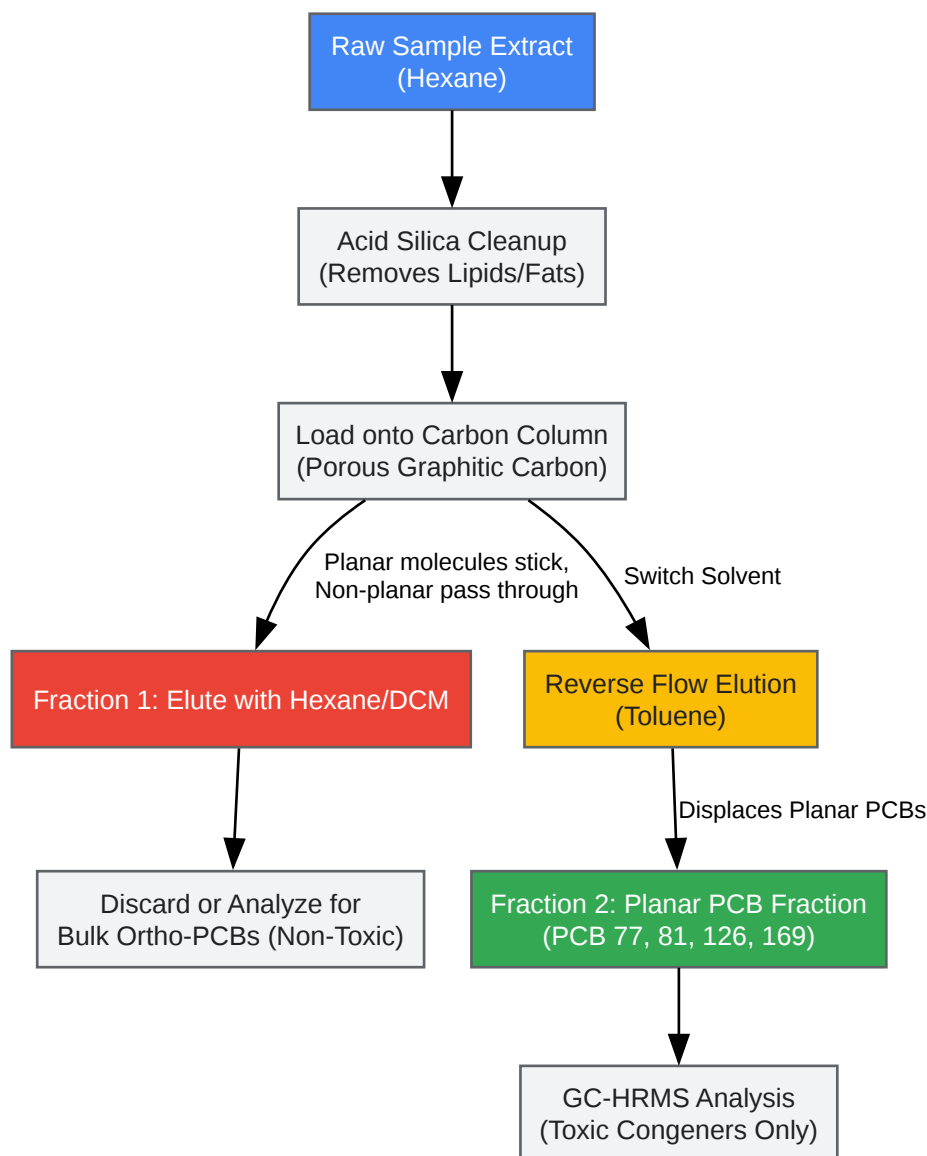 Raw Sample Extract
(Hexane)
Acid Silica Cleanup
(Removes Lipids/Fats)
Load onto Carbon Column
(Porous Graphitic Carbon)
Planar molecules stick,
Non-planar pass through
Switch Solvent
Fraction 1: Elute with Hexane/DCM
Reverse Flow Elution
(Toluene)
Displaces Planar PCBs
Discard or Analyze for
Bulk Ortho-PCBs (Non-Toxic)
Fraction 2: Planar PCB Fraction
(PCB 77, 81, 126, 169)
GC-HRMS Analysis
(Toxic Congeners Only)